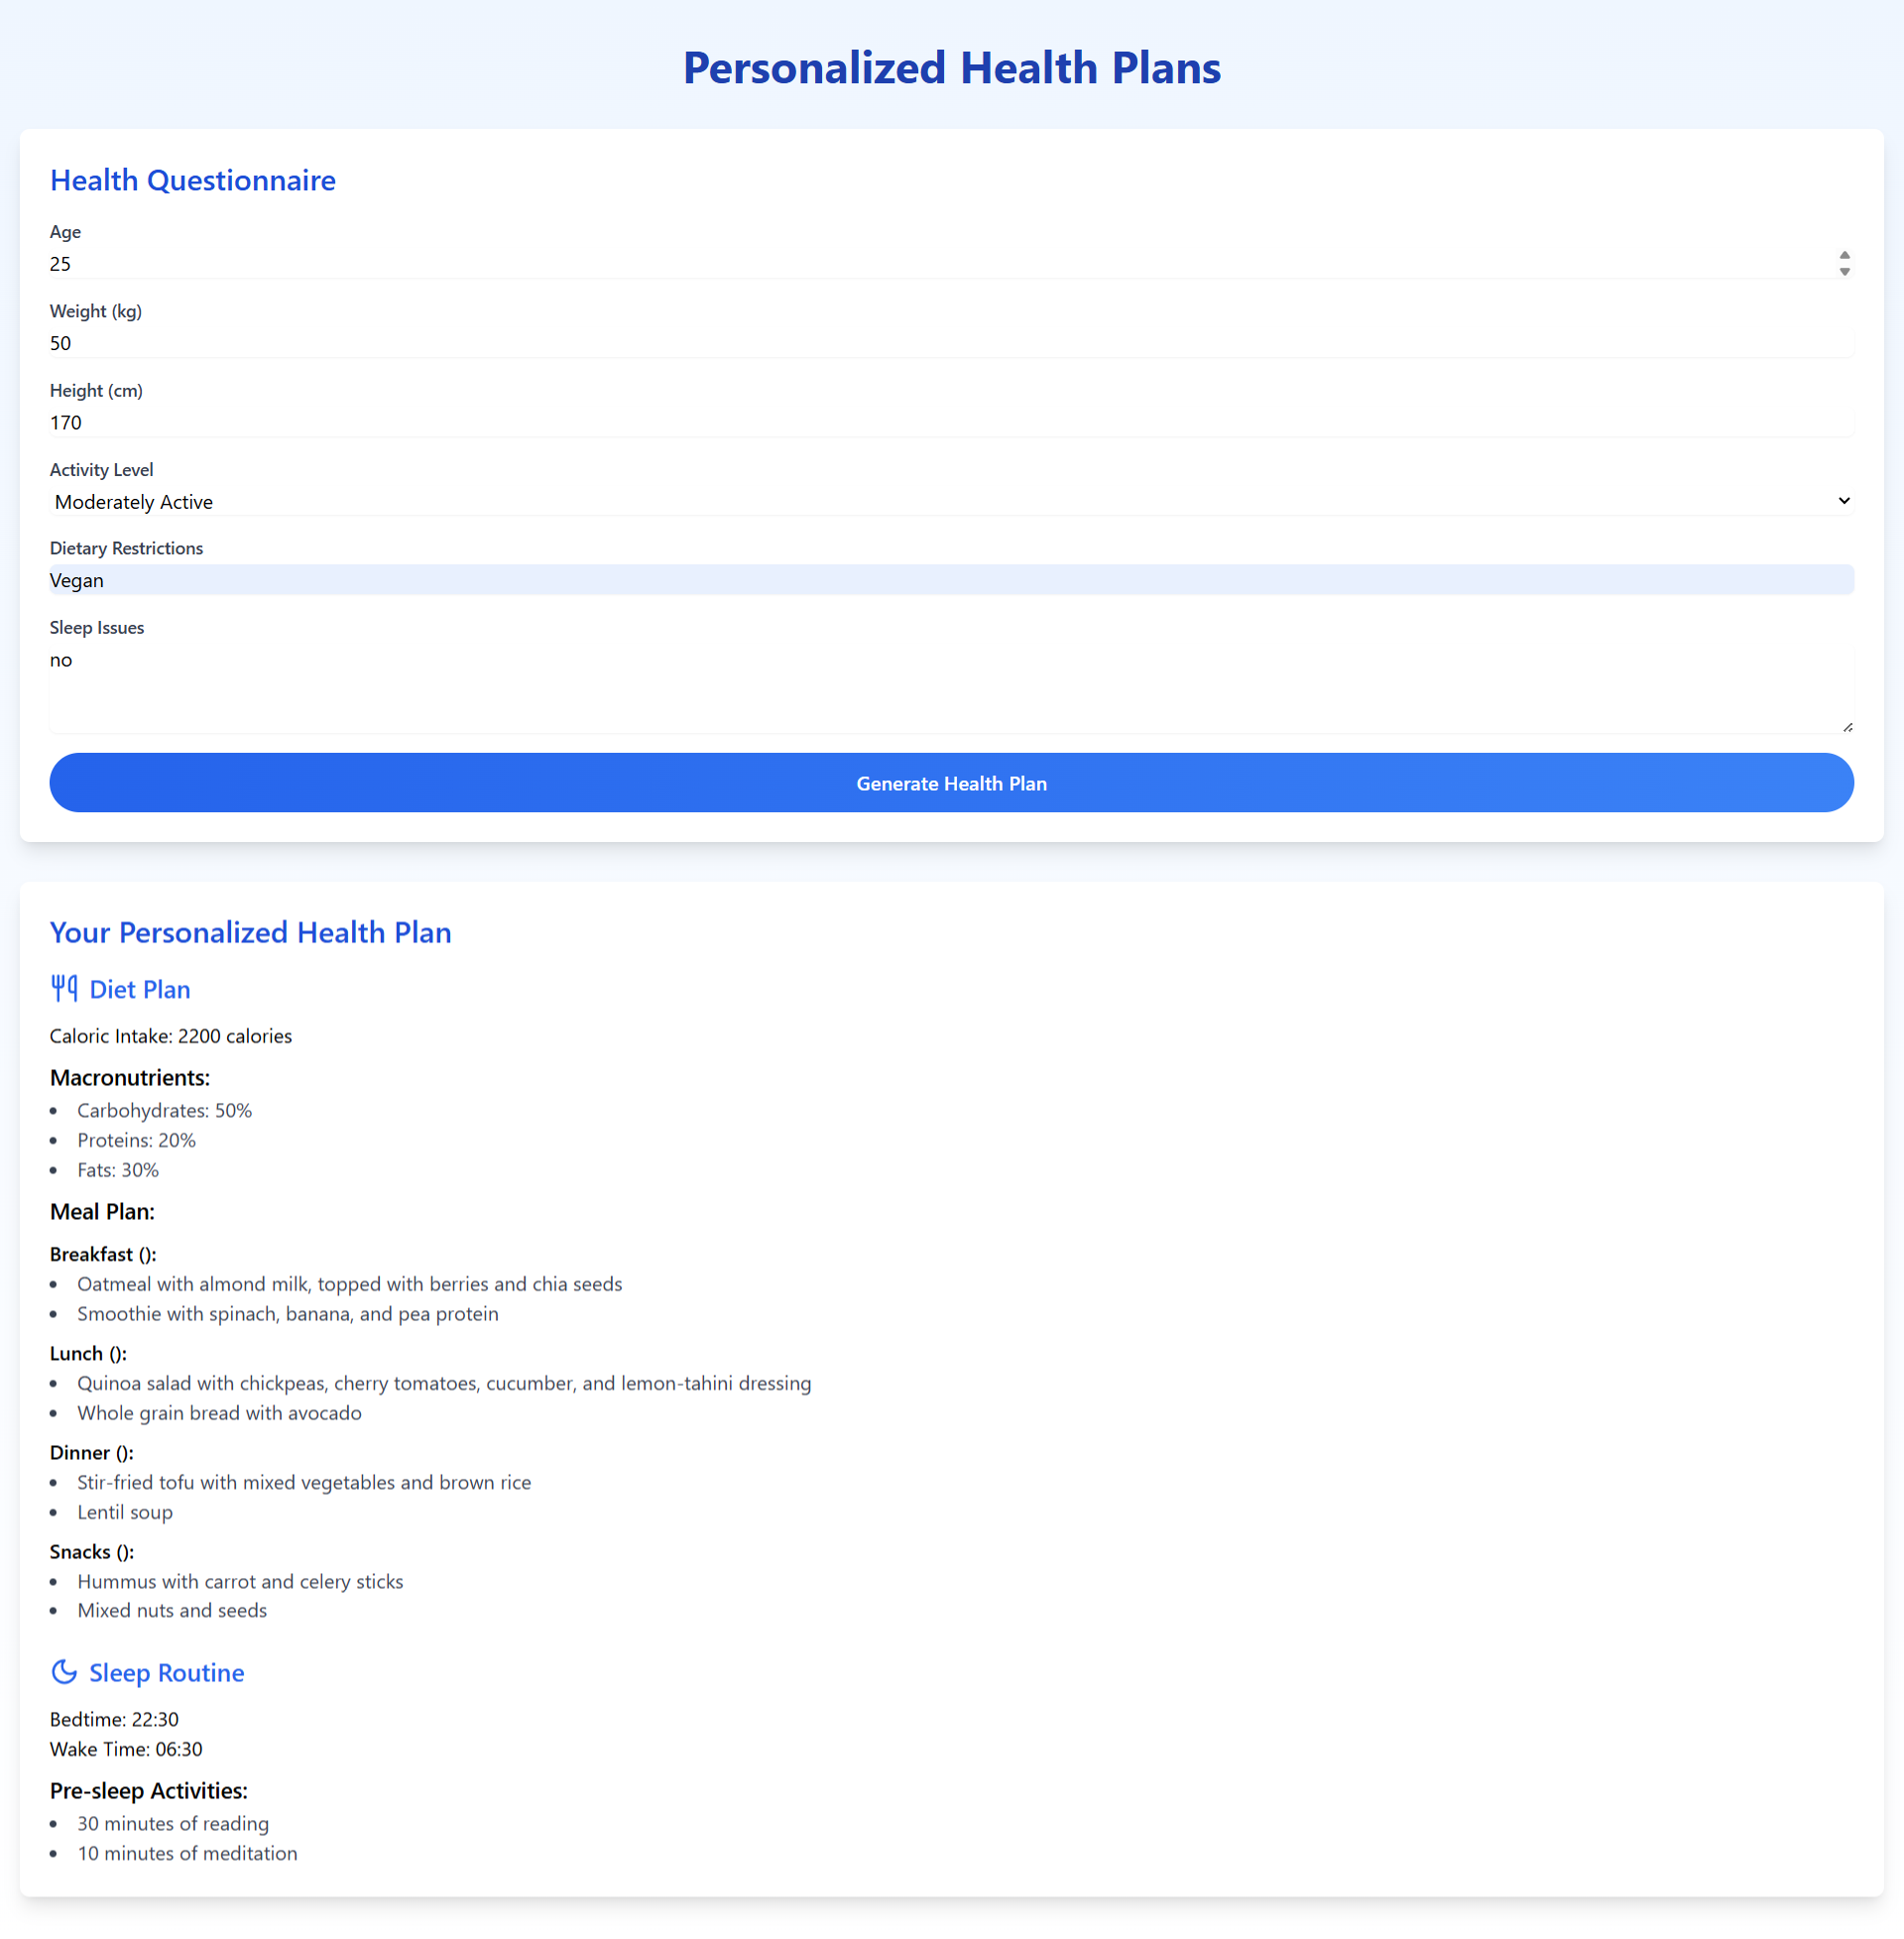 Personalized Health Plans
Health Questionnaire
Age
25
Weight (kg)
50
Height (cm)
170
Activity Level
Moderately Active
Dietary Restrictions
Vegan
Sleep Issues
no
Generate Health Plan
Your Personalized Health Plan
Diet Plan
Caloric Intake: 2200 calories
Macronutrients:
• Carbohydrates: 50%
• Proteins: 20%
• Fats: 30%
Meal Plan:
Breakfast ():
• Oatmeal with almond milk, topped with berries and chia seeds
• Smoothie with spinach, banana, and pea protein
Lunch ():
• Quinoa salad with chickpeas, cherry tomatoes, cucumber, and lemon-tahini dressing
• Whole grain bread with avocado
Dinner ():
• Stir-fried tofu with mixed vegetables and brown rice
• Lentil soup
Snacks ():
• Hummus with carrot and celery sticks
• Mixed nuts and seeds
Sleep Routine
Bedtime: 22:30
Wake Time: 06:30
Pre-sleep Activities:
• 30 minutes of reading
• 10 minutes of meditation